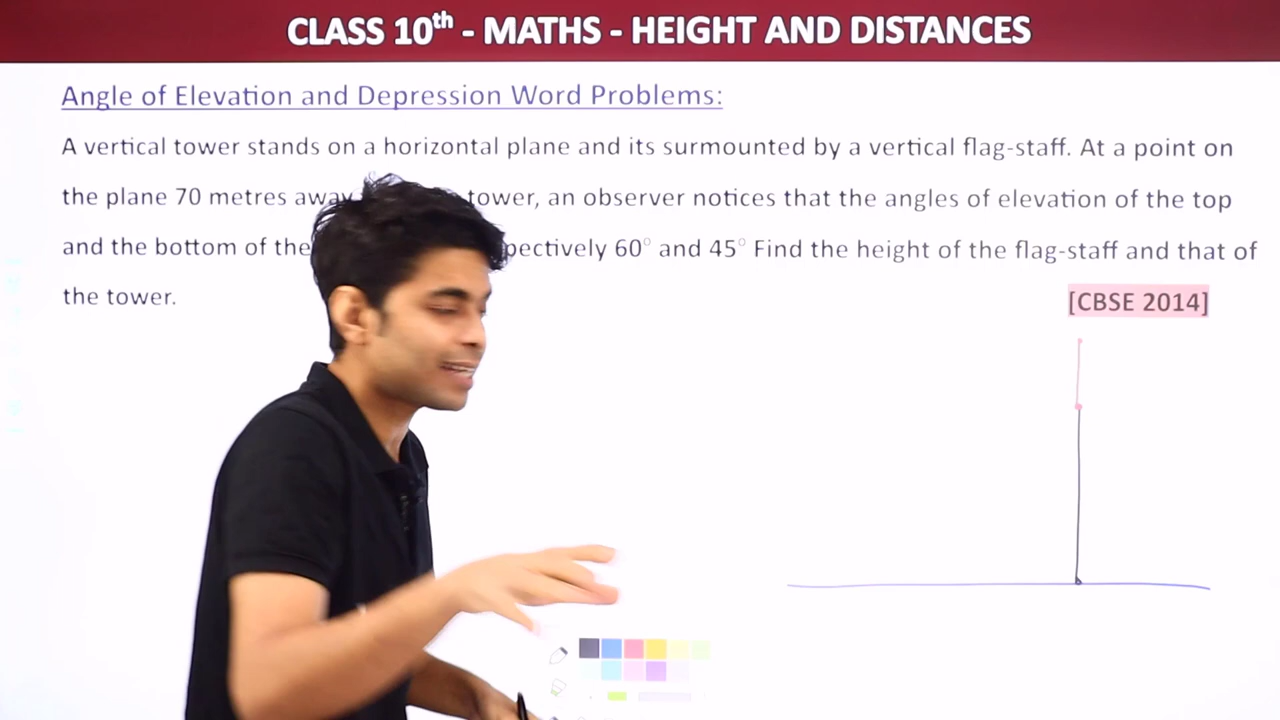 CLASS 10th - MATHS - HEIGHT AND DISTANCES
Angle of Elevation and Depression Word Problems:
A vertical tower stands on a horizontal plane and its surmounted by a vertical flag-staff. At a point on
the plane 70 metres away tower, an observer notices that the angles of elevation of the top
and the bottom of the 60° and 45° Find the height of the flag-staff and that of
the tower.
[CBSE 2014]